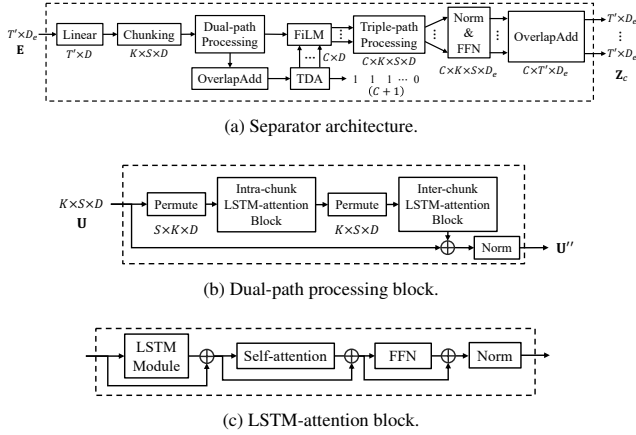 T′×D_e
E
Linear
T′×D
Chunking
K×S×D
Dual-path
Processing
OverlapAdd
FiLM
⋮
⋯
C×D
TDA
1 1 1 ⋯ 0
(C + 1)
Triple-path
Processing
C×K×S×D
⋮
Norm
&
FFN
C×K×S×D_e
⋮
OverlapAdd
C×T′×D_e
T′×D_e
⋮
T′×D_e
Z_c
(a) Separator architecture.
K×S×D
U
Permute
S×K×D
Intra-chunk
LSTM-attention
Block
Permute
K×S×D
Inter-chunk
LSTM-attention
Block
Norm
U′′
(b) Dual-path processing block.
LSTM
Module
Self-attention
FFN
Norm
(c) LSTM-attention block.